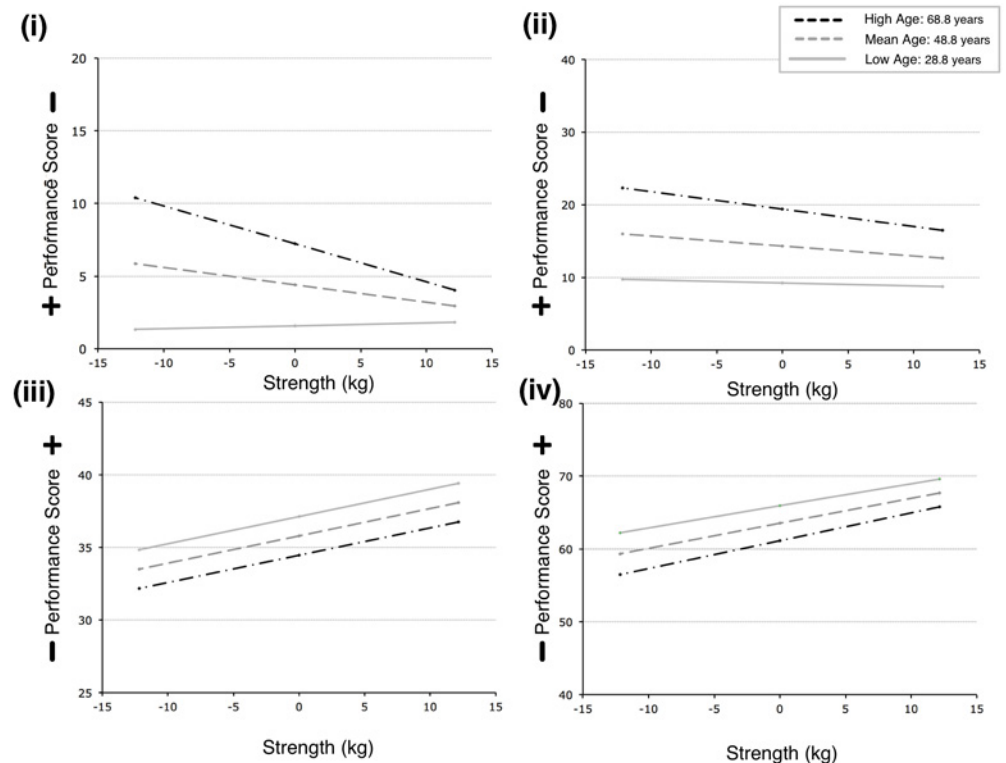 (i)
(ii)
High Age: 68.8 years
Mean Age: 48.8 years
Low Age: 28.8 years
+ Performance Score −
20
15
10
5
0
-15 -10 -5 0 5 10 15
Strength (kg)
+ Performance Score −
40
30
20
10
0
-15 -10 -5 0 5 10 15
Strength (kg)
(iii)
(iv)
− Performance Score +
45
40
35
30
25
-15 -10 -5 0 5 10 15
Strength (kg)
− Performance Score +
80
70
60
50
40
-15 -10 -5 0 5 10 15
Strength (kg)